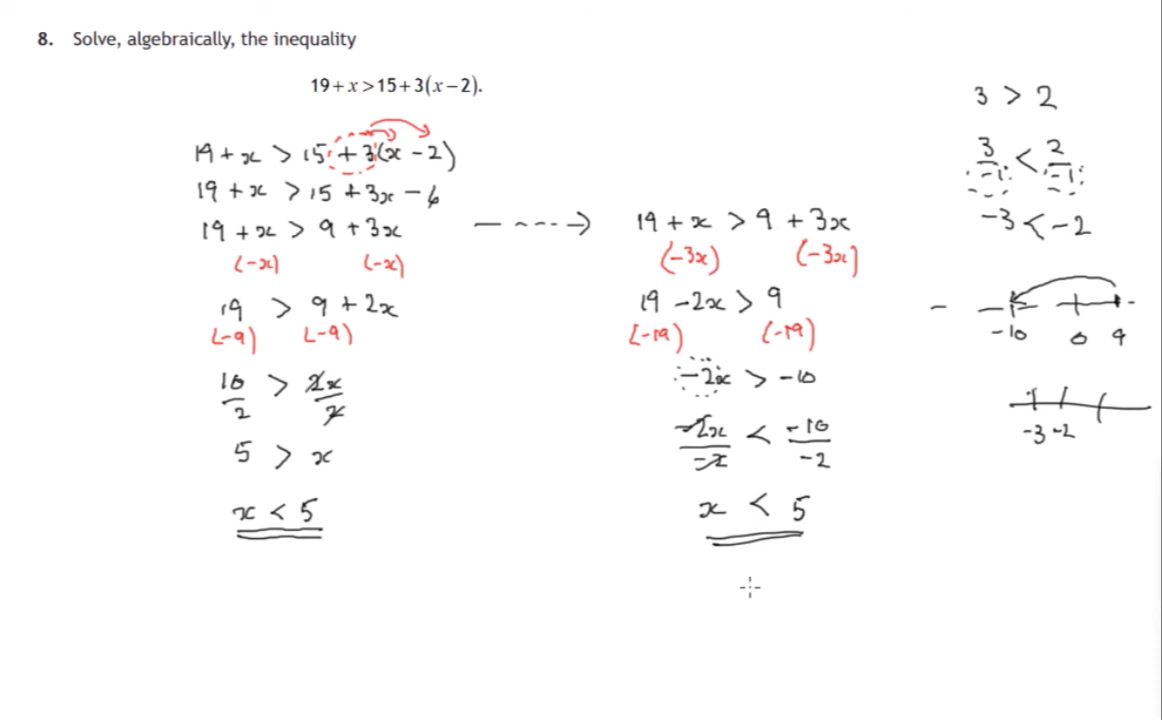 8. Solve, algebraically, the inequality
19+x>15+3(x−2).
19 + x > 15 + 3(x − 2)
19 + x > 15 + 3x − 6
19 + x > 9 + 3x
(−x) (−x)
19 > 9 + 2x
(−9) (−9)
10/2 > 2x/2
5 > x
x < 5
19 + x > 9 + 3x
(−3x) (−3x)
19 − 2x > 9
(−19) (−19)
−2x > −10
−2x/−2 < −10/−2
x < 5
3 > 2
3/−1 < 2/−1
−3 < −2
−10 0 9
−3 −2